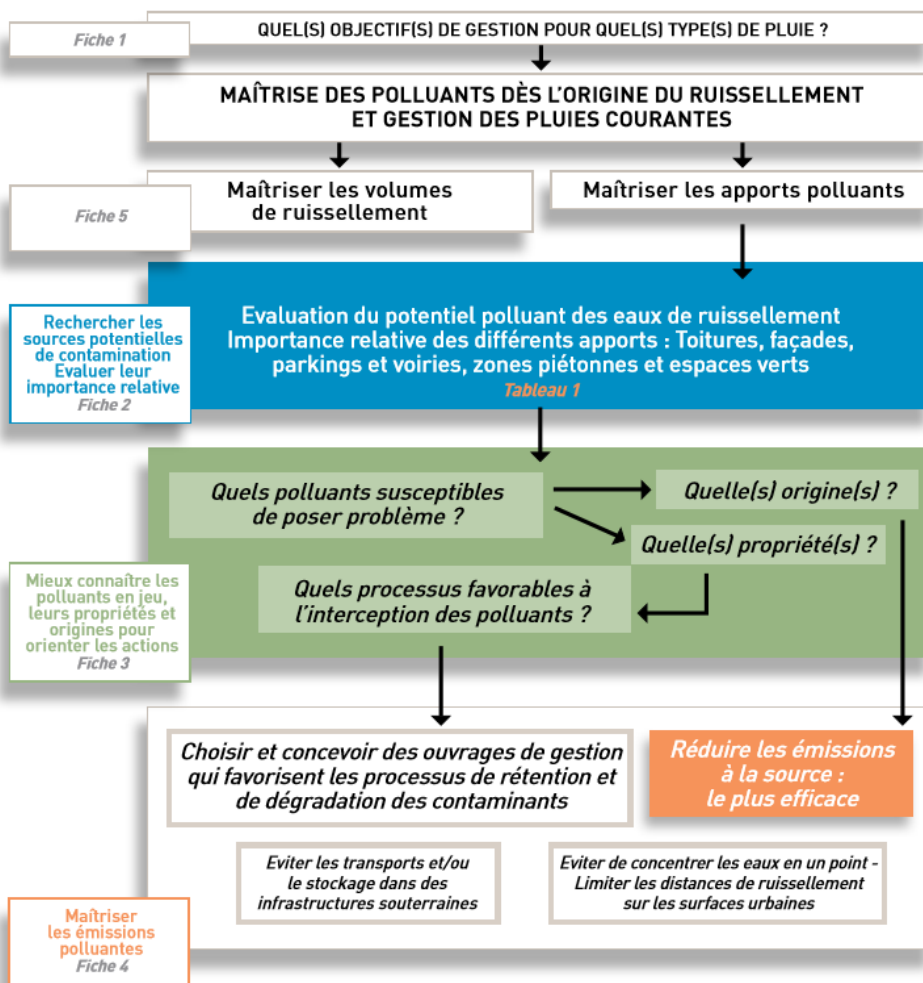 Fiche 1
QUEL(S) OBJECTIF(S) DE GESTION POUR QUEL(S) TYPE(S) DE PLUIE ?
MAÎTRISE DES POLLUANTS DÈS L'ORIGINE DU RUISSELLEMENT
ET GESTION DES PLUIES COURANTES
Fiche 5
Maîtriser les volumes
de ruissellement
Maîtriser les apports polluants
Rechercher les
sources potentielles
de contamination
Evaluer leur
importance relative
Fiche 2
Evaluation du potentiel polluant des eaux de ruissellement
Importance relative des différents apports : Toitures, façades,
parkings et voiries, zones piétonnes et espaces verts
Tableau 1
Quels polluants susceptibles
de poser problème ?
Quelle(s) origine(s) ?
Quelle(s) propriété(s) ?
Quels processus favorables à
l'interception des polluants ?
Mieux connaître les
polluants en jeu,
leurs propriétés et
origines pour
orienter les actions
Fiche 3
Choisir et concevoir des ouvrages de gestion
qui favorisent les processus de rétention et
de dégradation des contaminants
Réduire les émissions
à la source :
le plus efficace
Eviter les transports et/ou
le stockage dans des
infrastructures souterraines
Eviter de concentrer les eaux en un point -
Limiter les distances de ruissellement
sur les surfaces urbaines
Maîtriser
les émissions
polluantes
Fiche 4